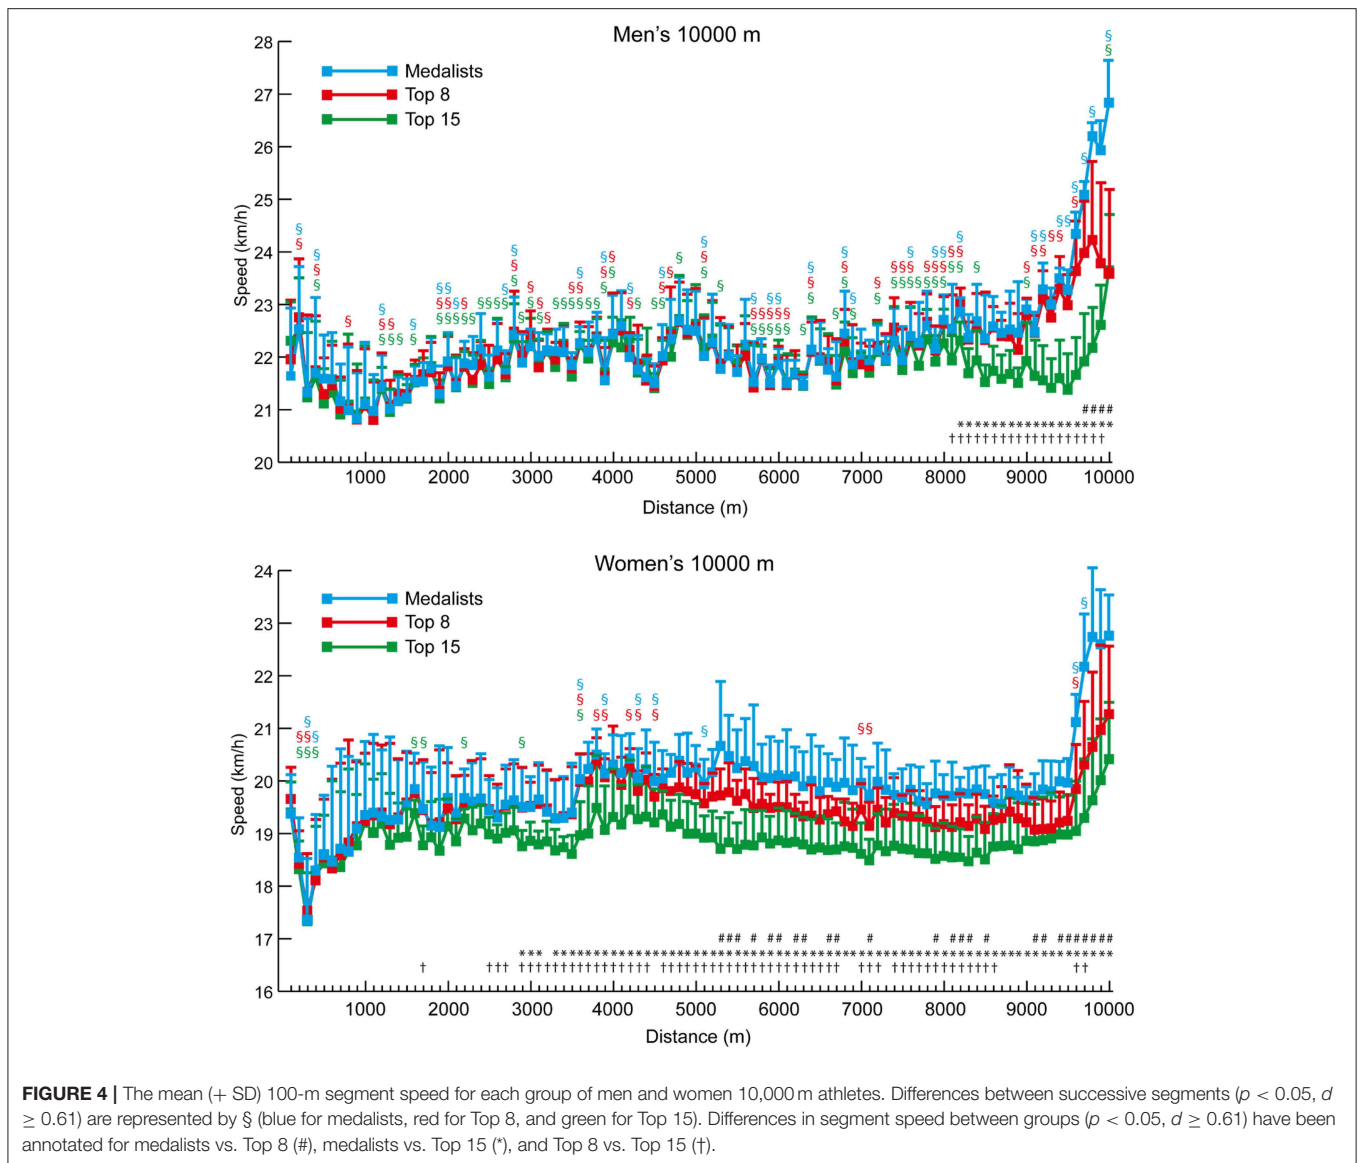 Men's 10000 m
28
27
26
25
24
23
22
21
20
Speed (km/h)
Medalists
Top 8
Top 15
1000 2000 3000 4000 5000 6000 7000 8000 9000 10000
Distance (m)
Women's 10000 m
24
23
22
21
20
19
18
17
16
Speed (km/h)
Medalists
Top 8
Top 15
1000 2000 3000 4000 5000 6000 7000 8000 9000 10000
Distance (m)
FIGURE 4 | The mean (+ SD) 100-m segment speed for each group of men and women 10,000 m athletes. Differences between successive segments (p < 0.05, d
≥ 0.61) are represented by § (blue for medalists, red for Top 8, and green for Top 15). Differences in segment speed between groups (p < 0.05, d ≥ 0.61) have been
annotated for medalists vs. Top 8 (#), medalists vs. Top 15 (*), and Top 8 vs. Top 15 (†).